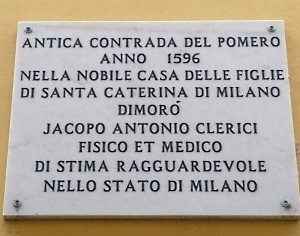 ANTICA CONTRADA DEL POMERO
ANNO 1596
NELLA NOBILE CASA DELLE FIGLIE
DI SANTA CATERINA DI MILANO
DIMORÓ
JACOPO ANTONIO CLERICI
FISICO ET MEDICO
DI STIMA RAGGUARDEVOLE
NELLO STATO DI MILANO